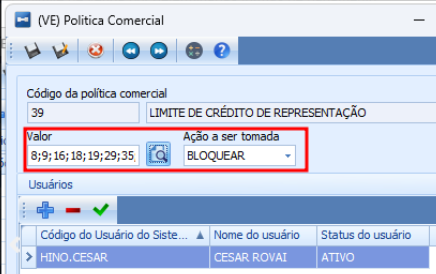 (VE) Politica Comercial
Código da política comercial
39 LIMITE DE CRÉDITO DE REPRESENTAÇÃO
Valor Ação a ser tomada
8;9;16;18;19;29;35, BLOQUEAR
Usuários
Código do Usuário do Siste... Nome do usuário Status do usuário
HINO.CESAR CESAR ROVAI ATIVO